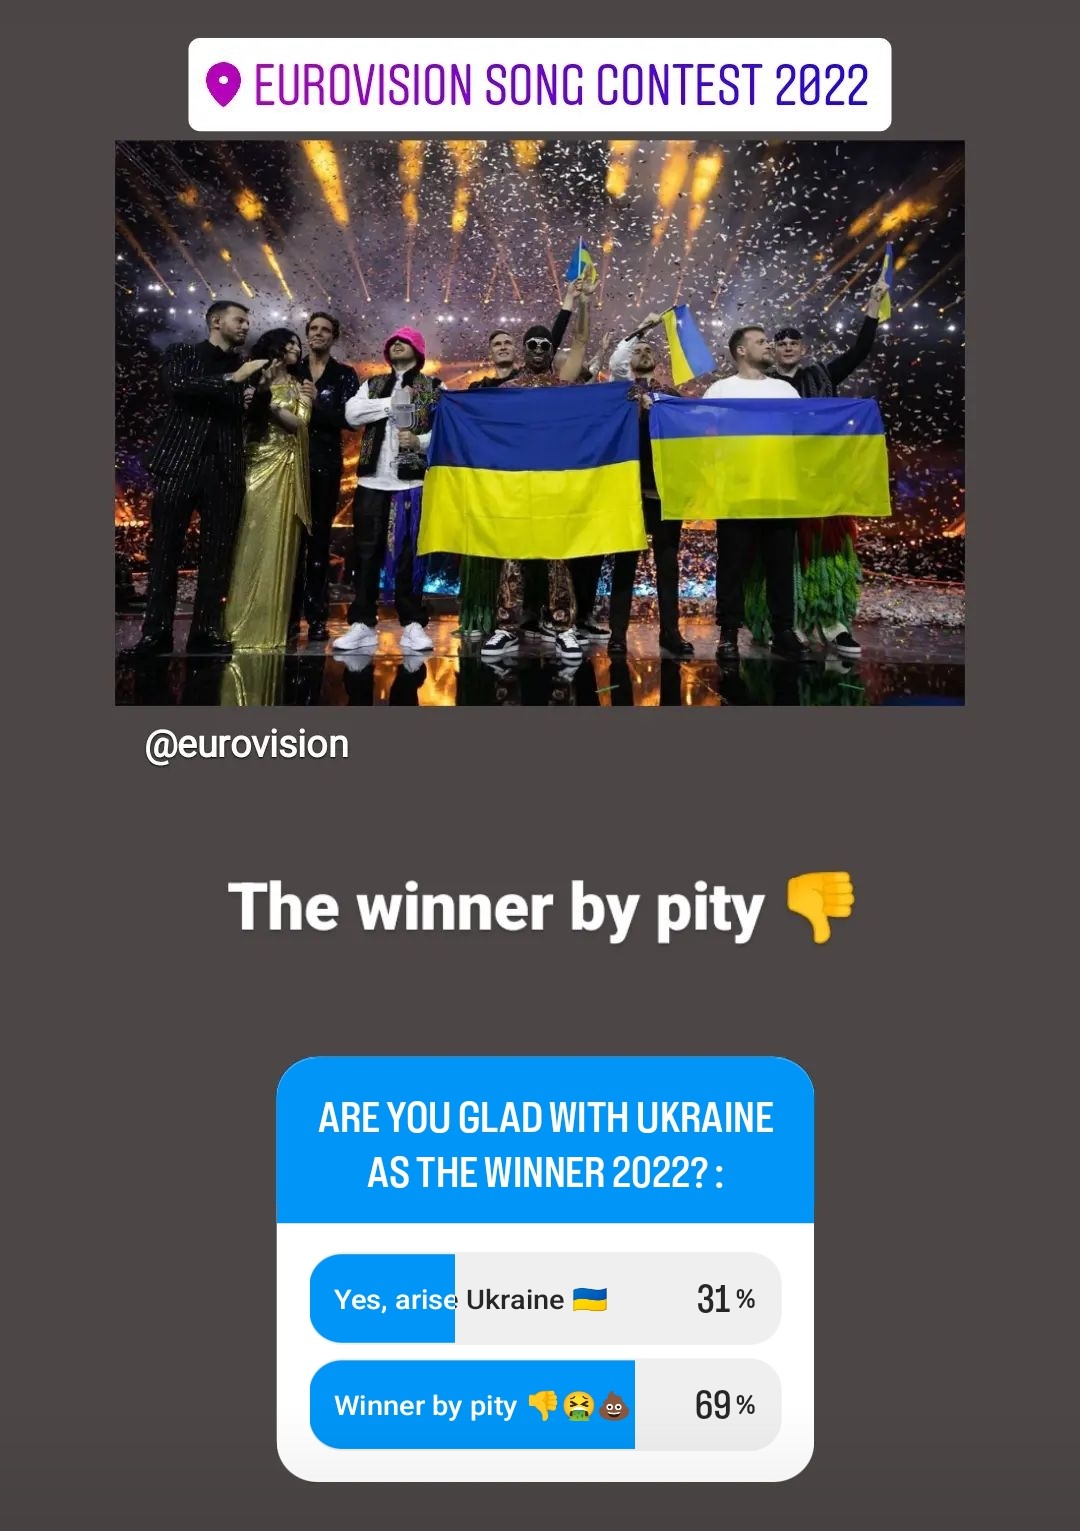 EUROVISION SONG CONTEST 2022
@eurovision
The winner by pity 👎
ARE YOU GLAD WITH UKRAINE
AS THE WINNER 2022? :
Yes, arise Ukraine 🇺🇦 31%
Winner by pity 👎🤮💩 69%